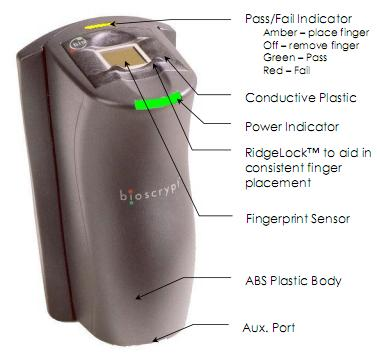 Pass/Fail Indicator
Amber – place finger
Off – remove finger
Green – Pass
Red – Fail
Conductive Plastic
Power Indicator
RidgeLock™ to aid in
consistent finger
placement
Fingerprint Sensor
ABS Plastic Body
Aux. Port
bio
bioscrypt